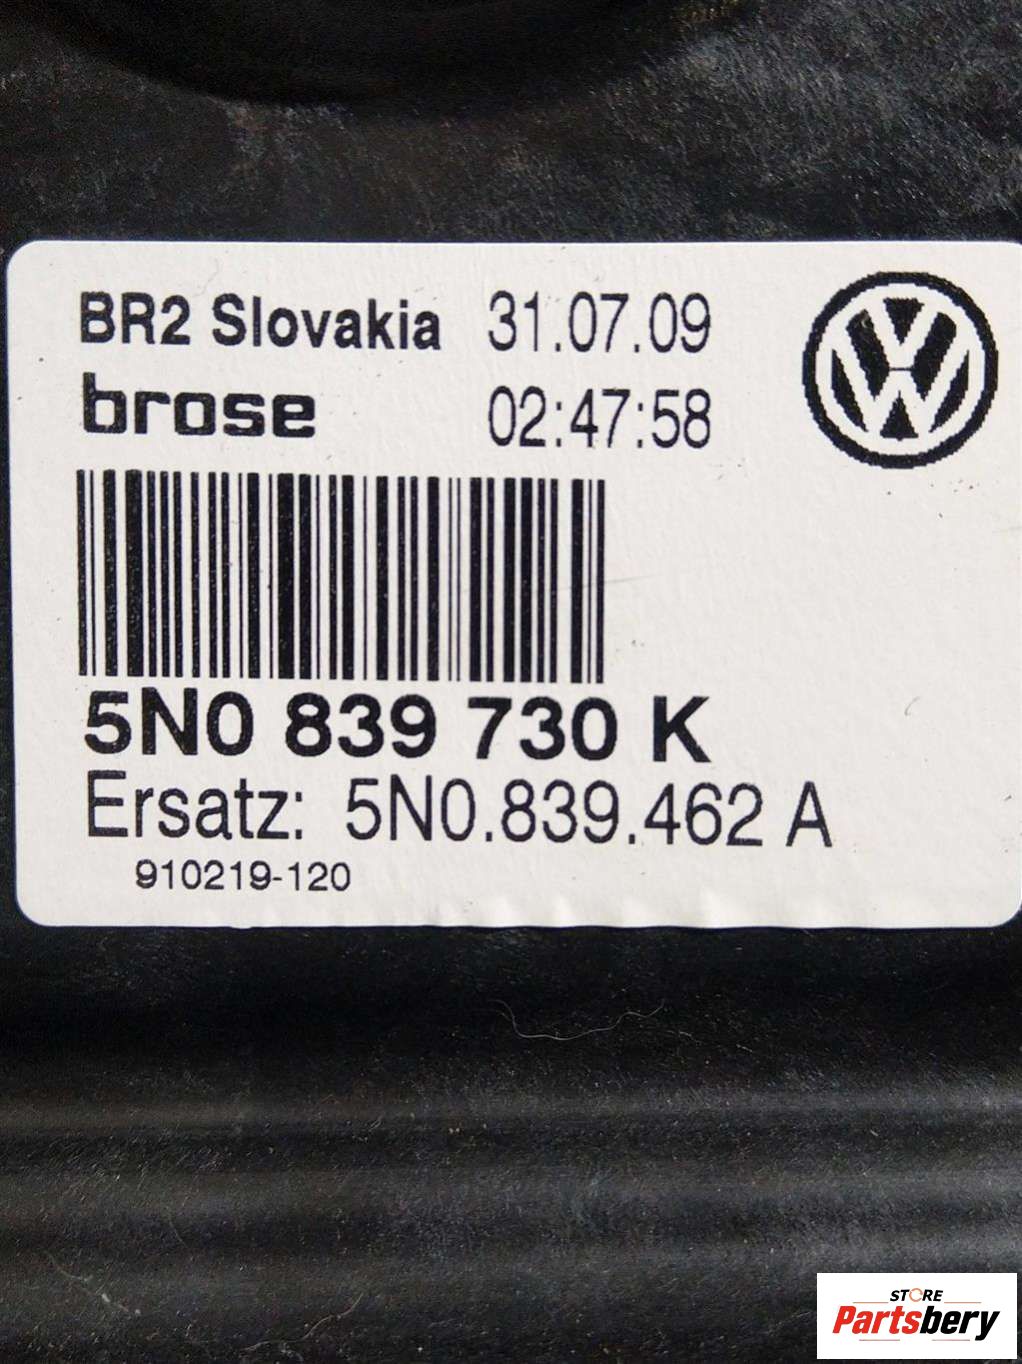 BR2 Slovakia 31.07.09
brose 02:47:58
5N0 839 730 K
Ersatz: 5N0.839.462 A
910219-120
STORE
Partsbery